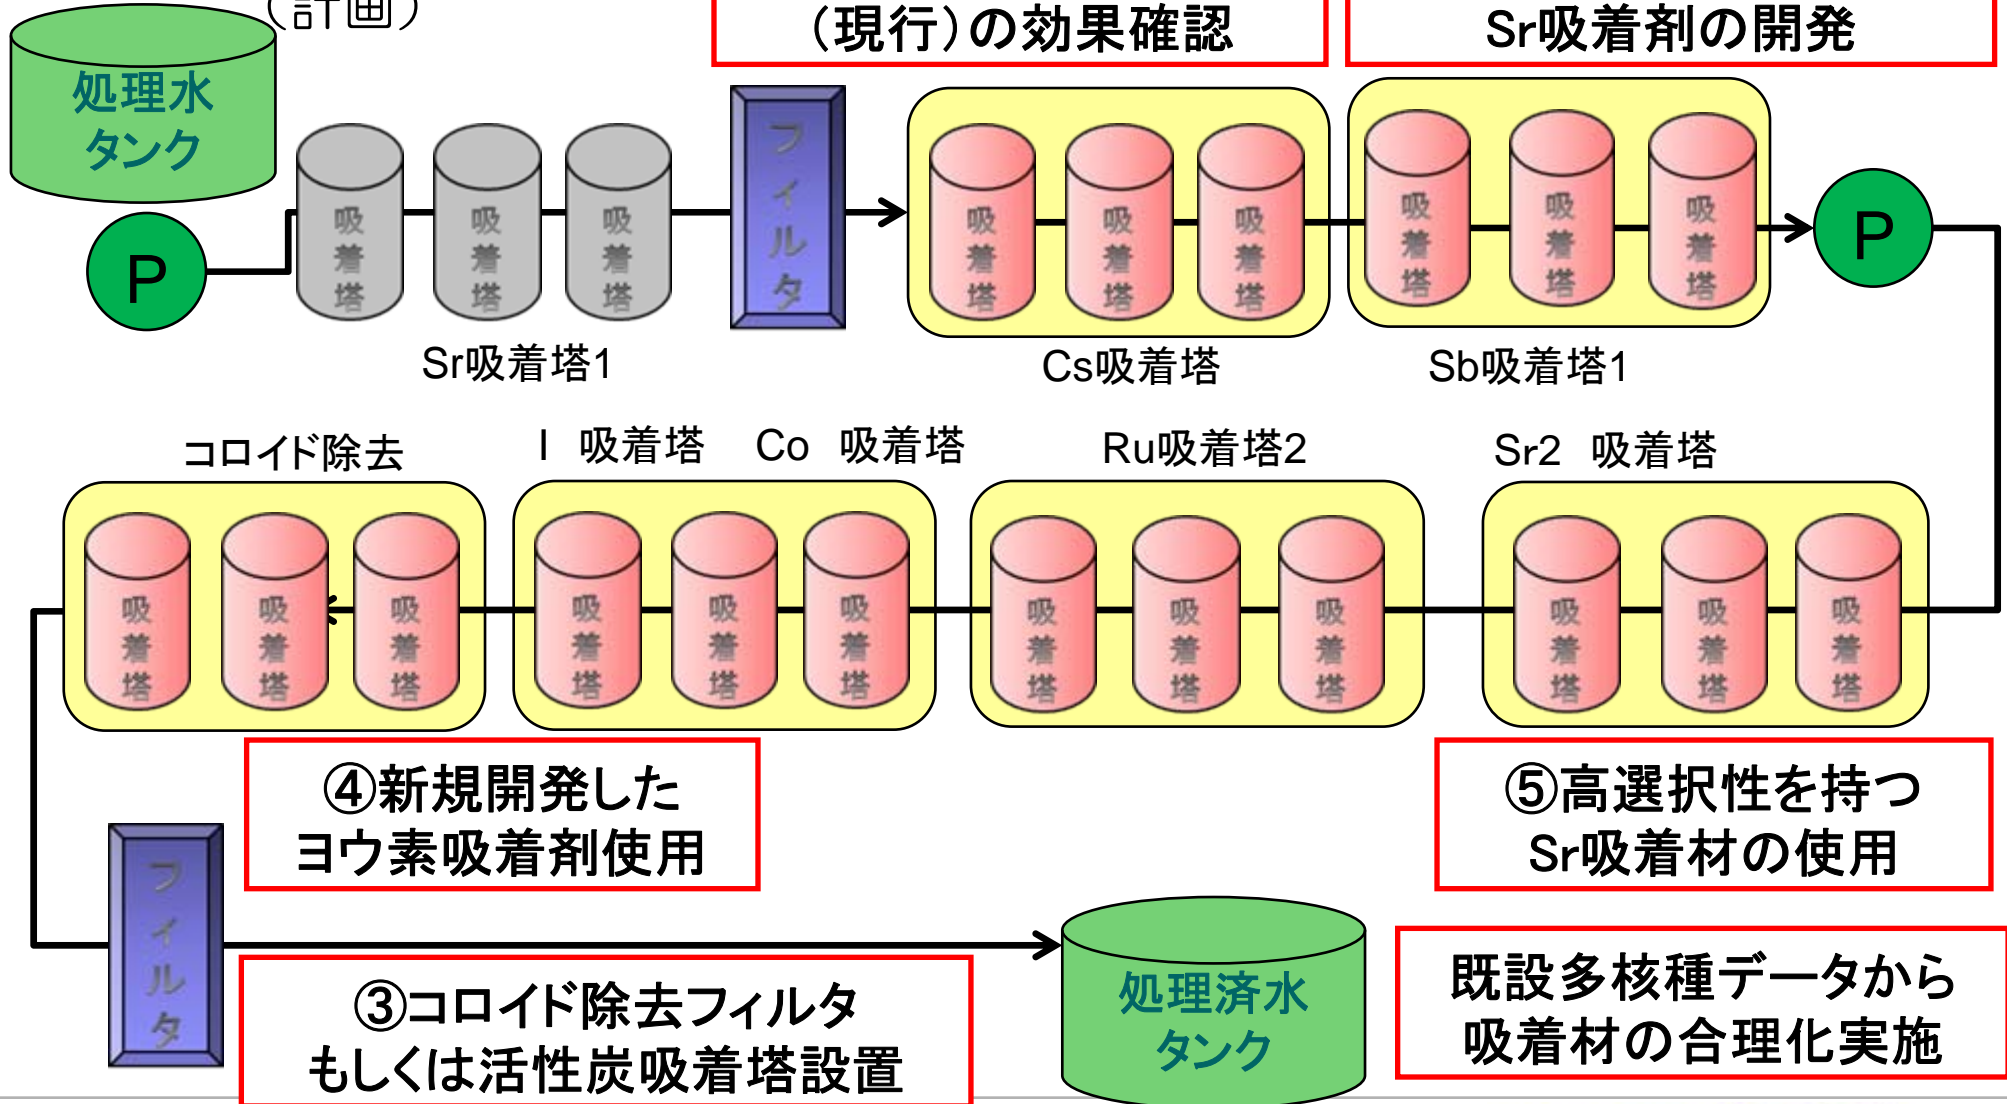 （計画）
（現行）の効果確認
Sr吸着剤の開発
処理水
タンク
P
吸着塔
吸着塔
吸着塔
フィルタ
吸着塔
吸着塔
吸着塔
吸着塔
吸着塔
吸着塔
P
Sr吸着塔1
Cs吸着塔
Sb吸着塔1
コロイド除去
I　吸着塔
Co　吸着塔
Ru吸着塔2
Sr2　吸着塔
吸着塔
吸着塔
吸着塔
吸着塔
吸着塔
吸着塔
吸着塔
吸着塔
吸着塔
吸着塔
吸着塔
吸着塔
④新規開発した
ヨウ素吸着剤使用
⑤高選択性を持つ
Sr吸着材の使用
フィルタ
③コロイド除去フィルタ
もしくは活性炭吸着塔設置
処理済水
タンク
既設多核種データから
吸着材の合理化実施